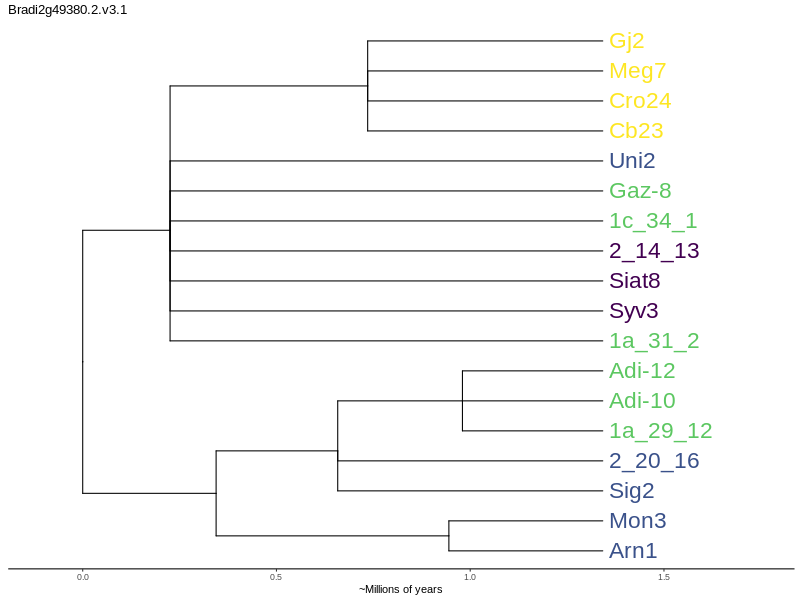 Bradi2g49380.2.v3.1
Gj2
Meg7
Cro24
Cb23
Uni2
Gaz-8
1c_34_1
2_14_13
Siat8
Syv3
1a_31_2
Adi-12
Adi-10
1a_29_12
2_20_16
Sig2
Mon3
Arn1
0.0 0.5 1.0 1.5
~Millions of years